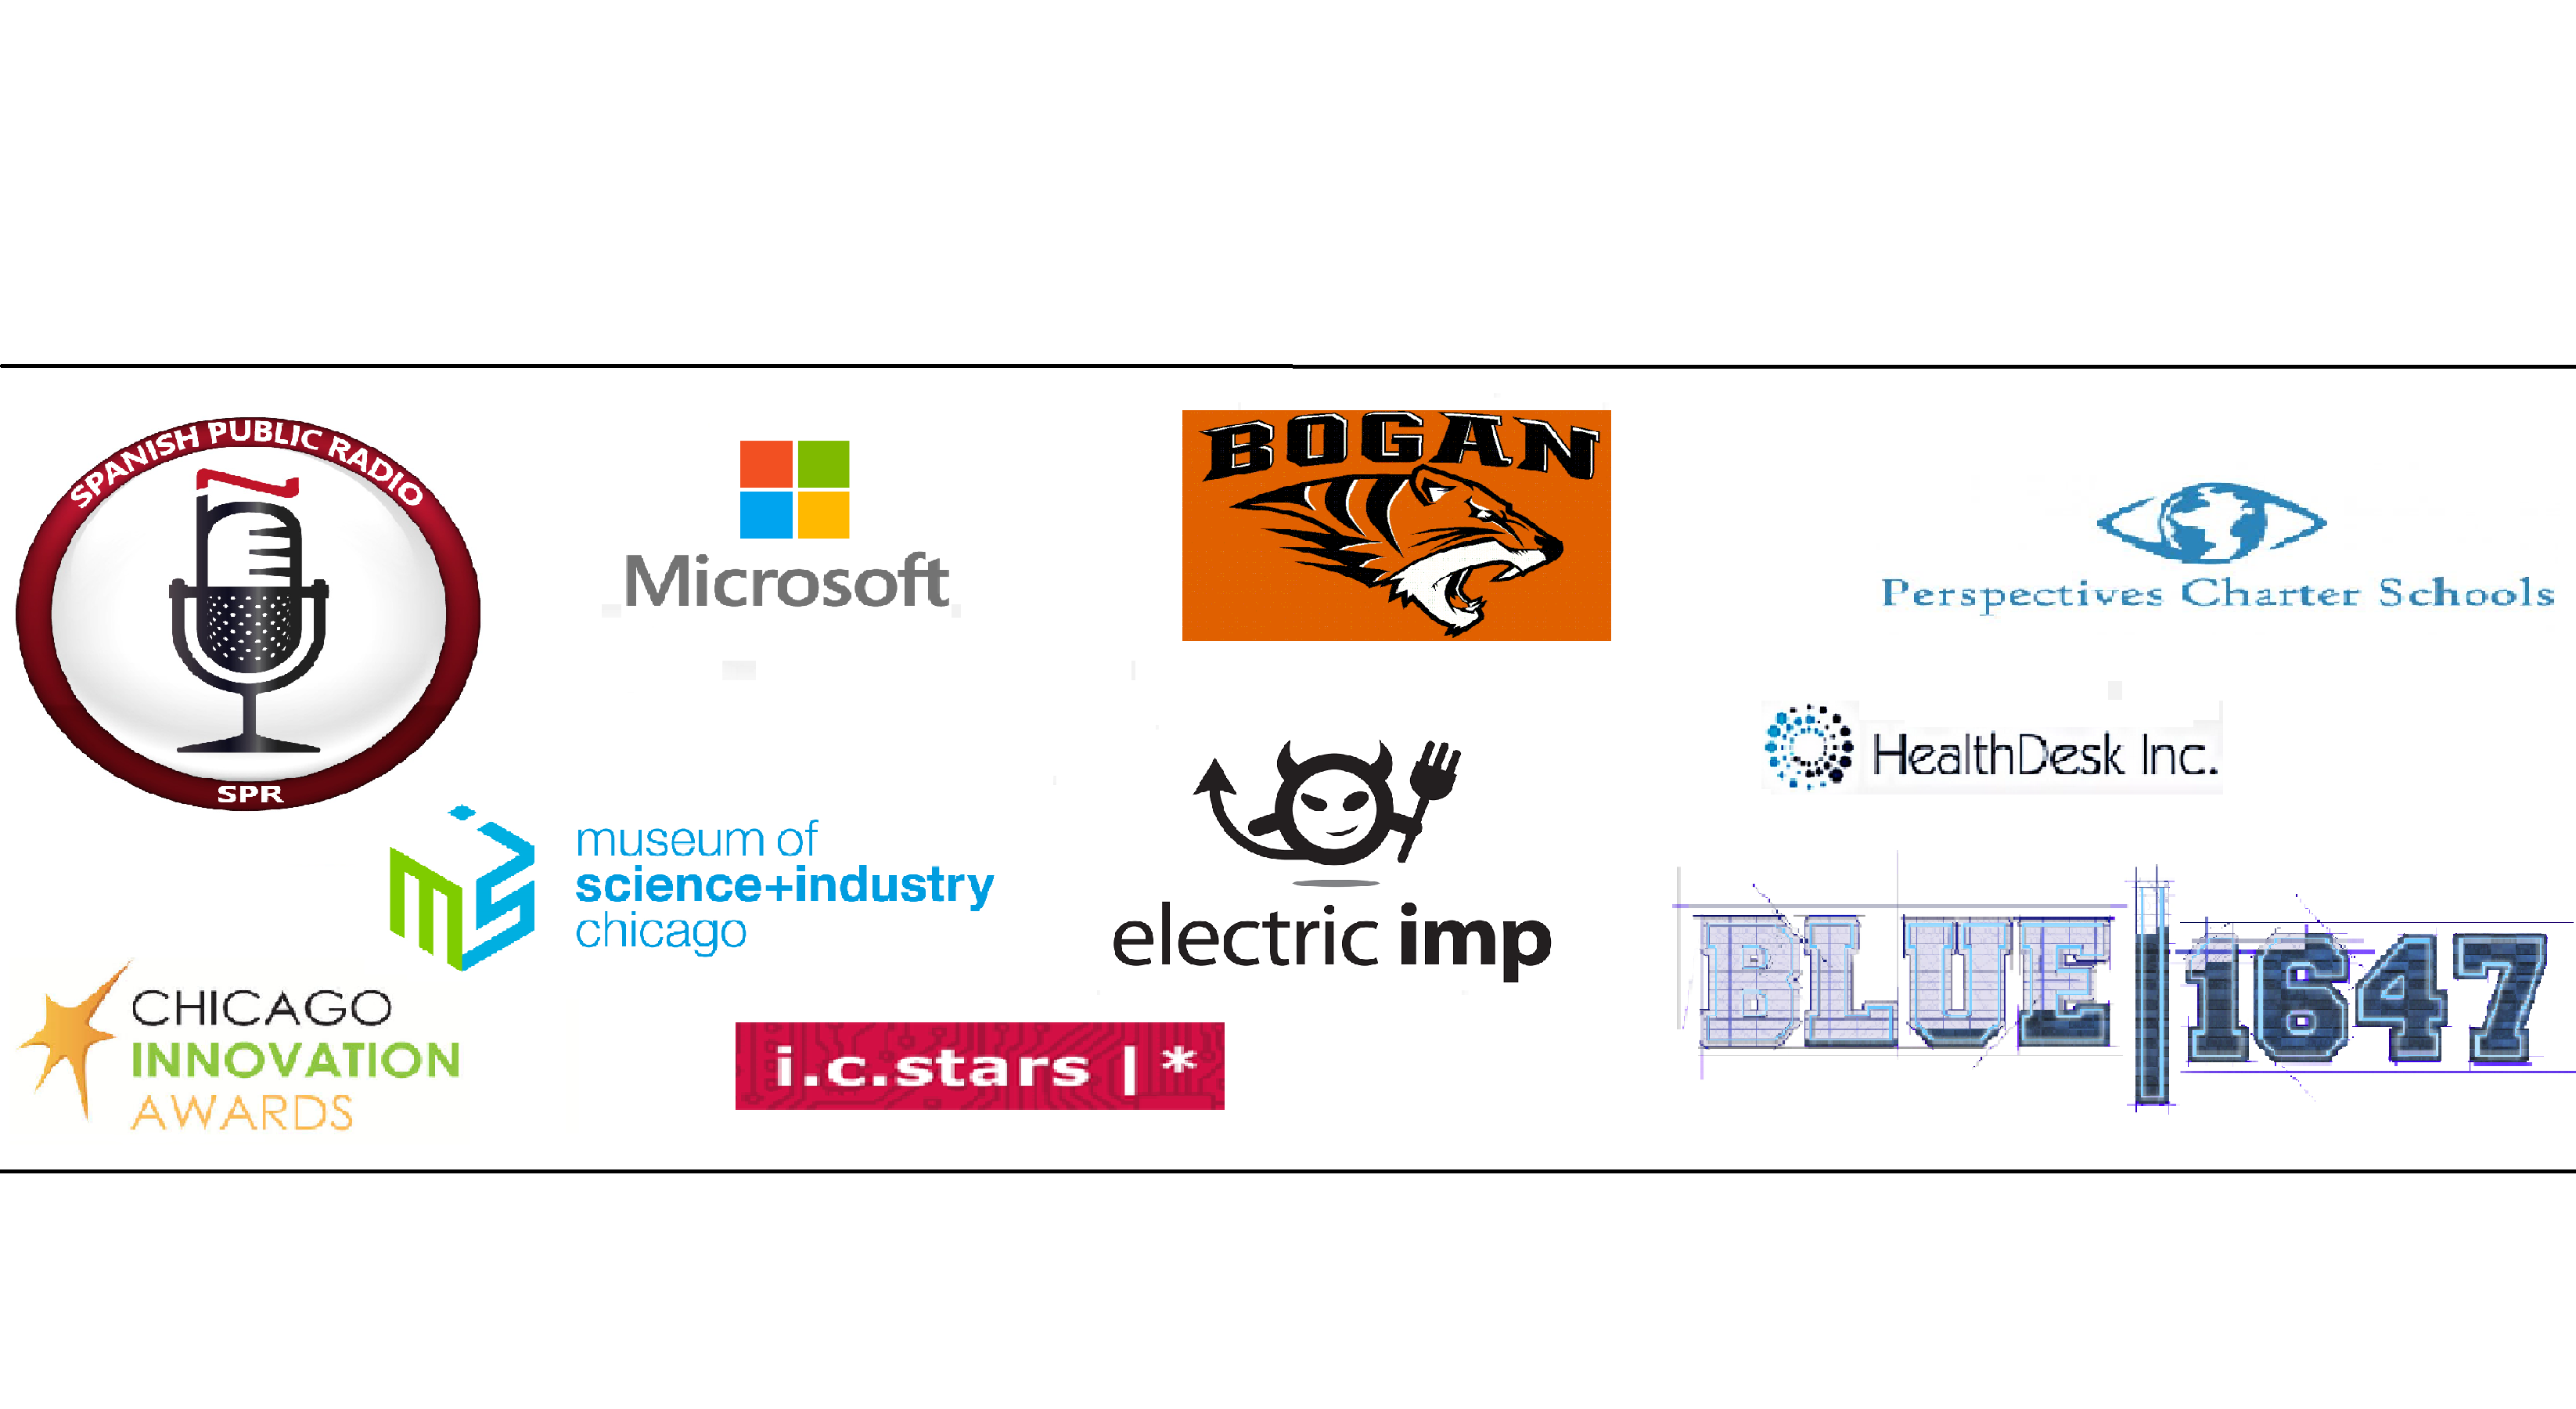 SPANISH PUBLIC RADIO
SPR
Microsoft
BOGAN
Perspectives Charter Schools
HealthDesk Inc.
museum of
science+industry
chicago
electric imp
BLUE|1647
CHICAGO
INNOVATION
AWARDS
i.c.stars | *